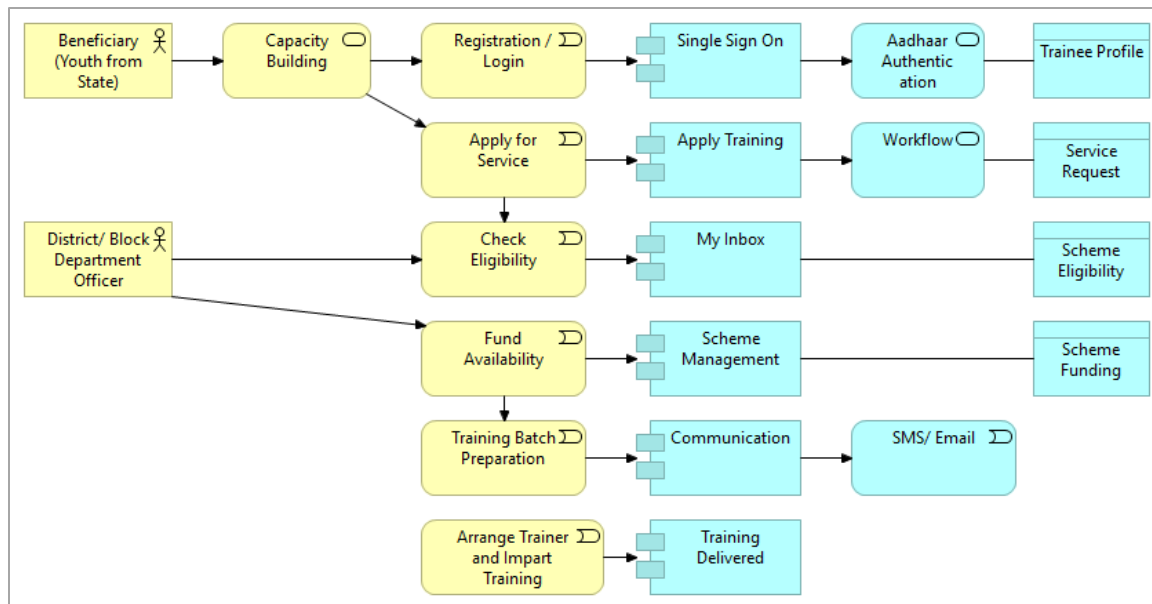 Beneficiary
(Youth from
State)
Capacity
Building
Registration /
Login
Single Sign On
Aadhaar
Authentic
ation
Trainee Profile
Apply for
Service
Apply Training
Workflow
Service
Request
District/ Block
Department
Officer
Check
Eligibility
My Inbox
Scheme
Eligibility
Fund
Availability
Scheme
Management
Scheme
Funding
Training Batch
Preparation
Communication
SMS/ Email
Arrange Trainer
and Impart
Training
Training
Delivered